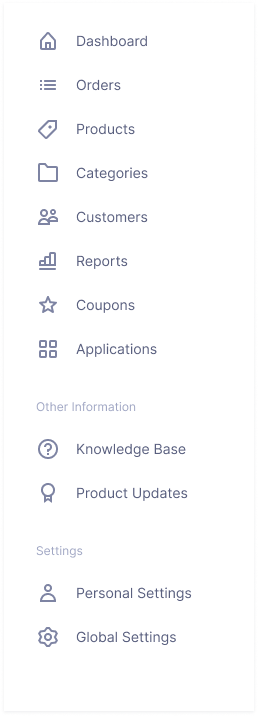 Dashboard
Orders
Products
Categories
Customers
Reports
Coupons
Applications
Other Information
Knowledge Base
Product Updates
Settings
Personal Settings
Global Settings